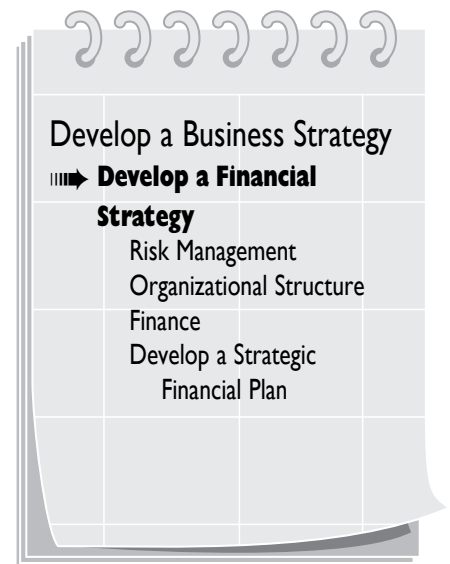 Develop a Business Strategy
Develop a Financial
Strategy
Risk Management
Organizational Structure
Finance
Develop a Strategic
Financial Plan